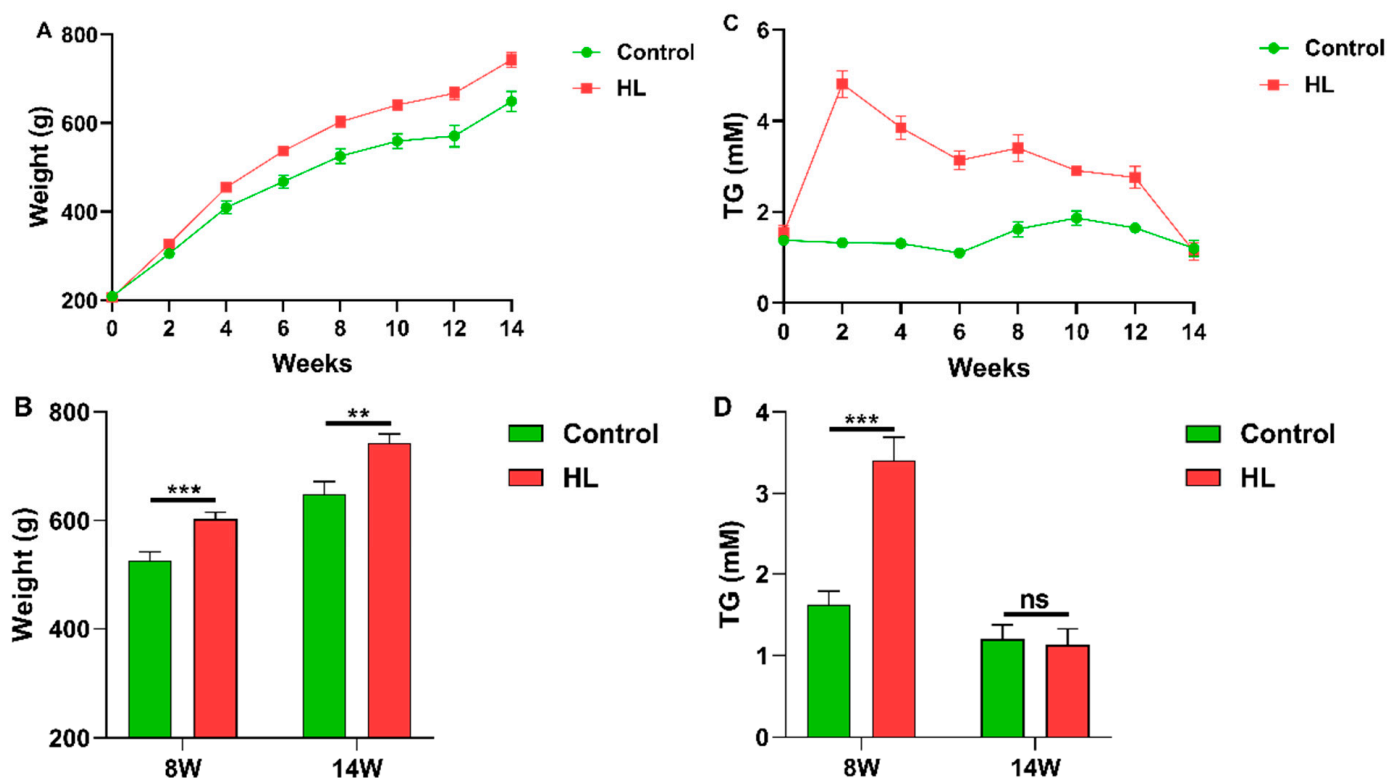 A
800
600
400
200
0
2
4
6
8
10
12
14
Weight (g)
Weeks
Control
HL
C
6
4
2
0
0
2
4
6
8
10
12
14
TG (mM)
Weeks
Control
HL
B
800
600
400
200
Weight (g)
***
**
8W
14W
Control
HL
D
4
3
2
1
0
TG (mM)
***
ns
8W
14W
Control
HL